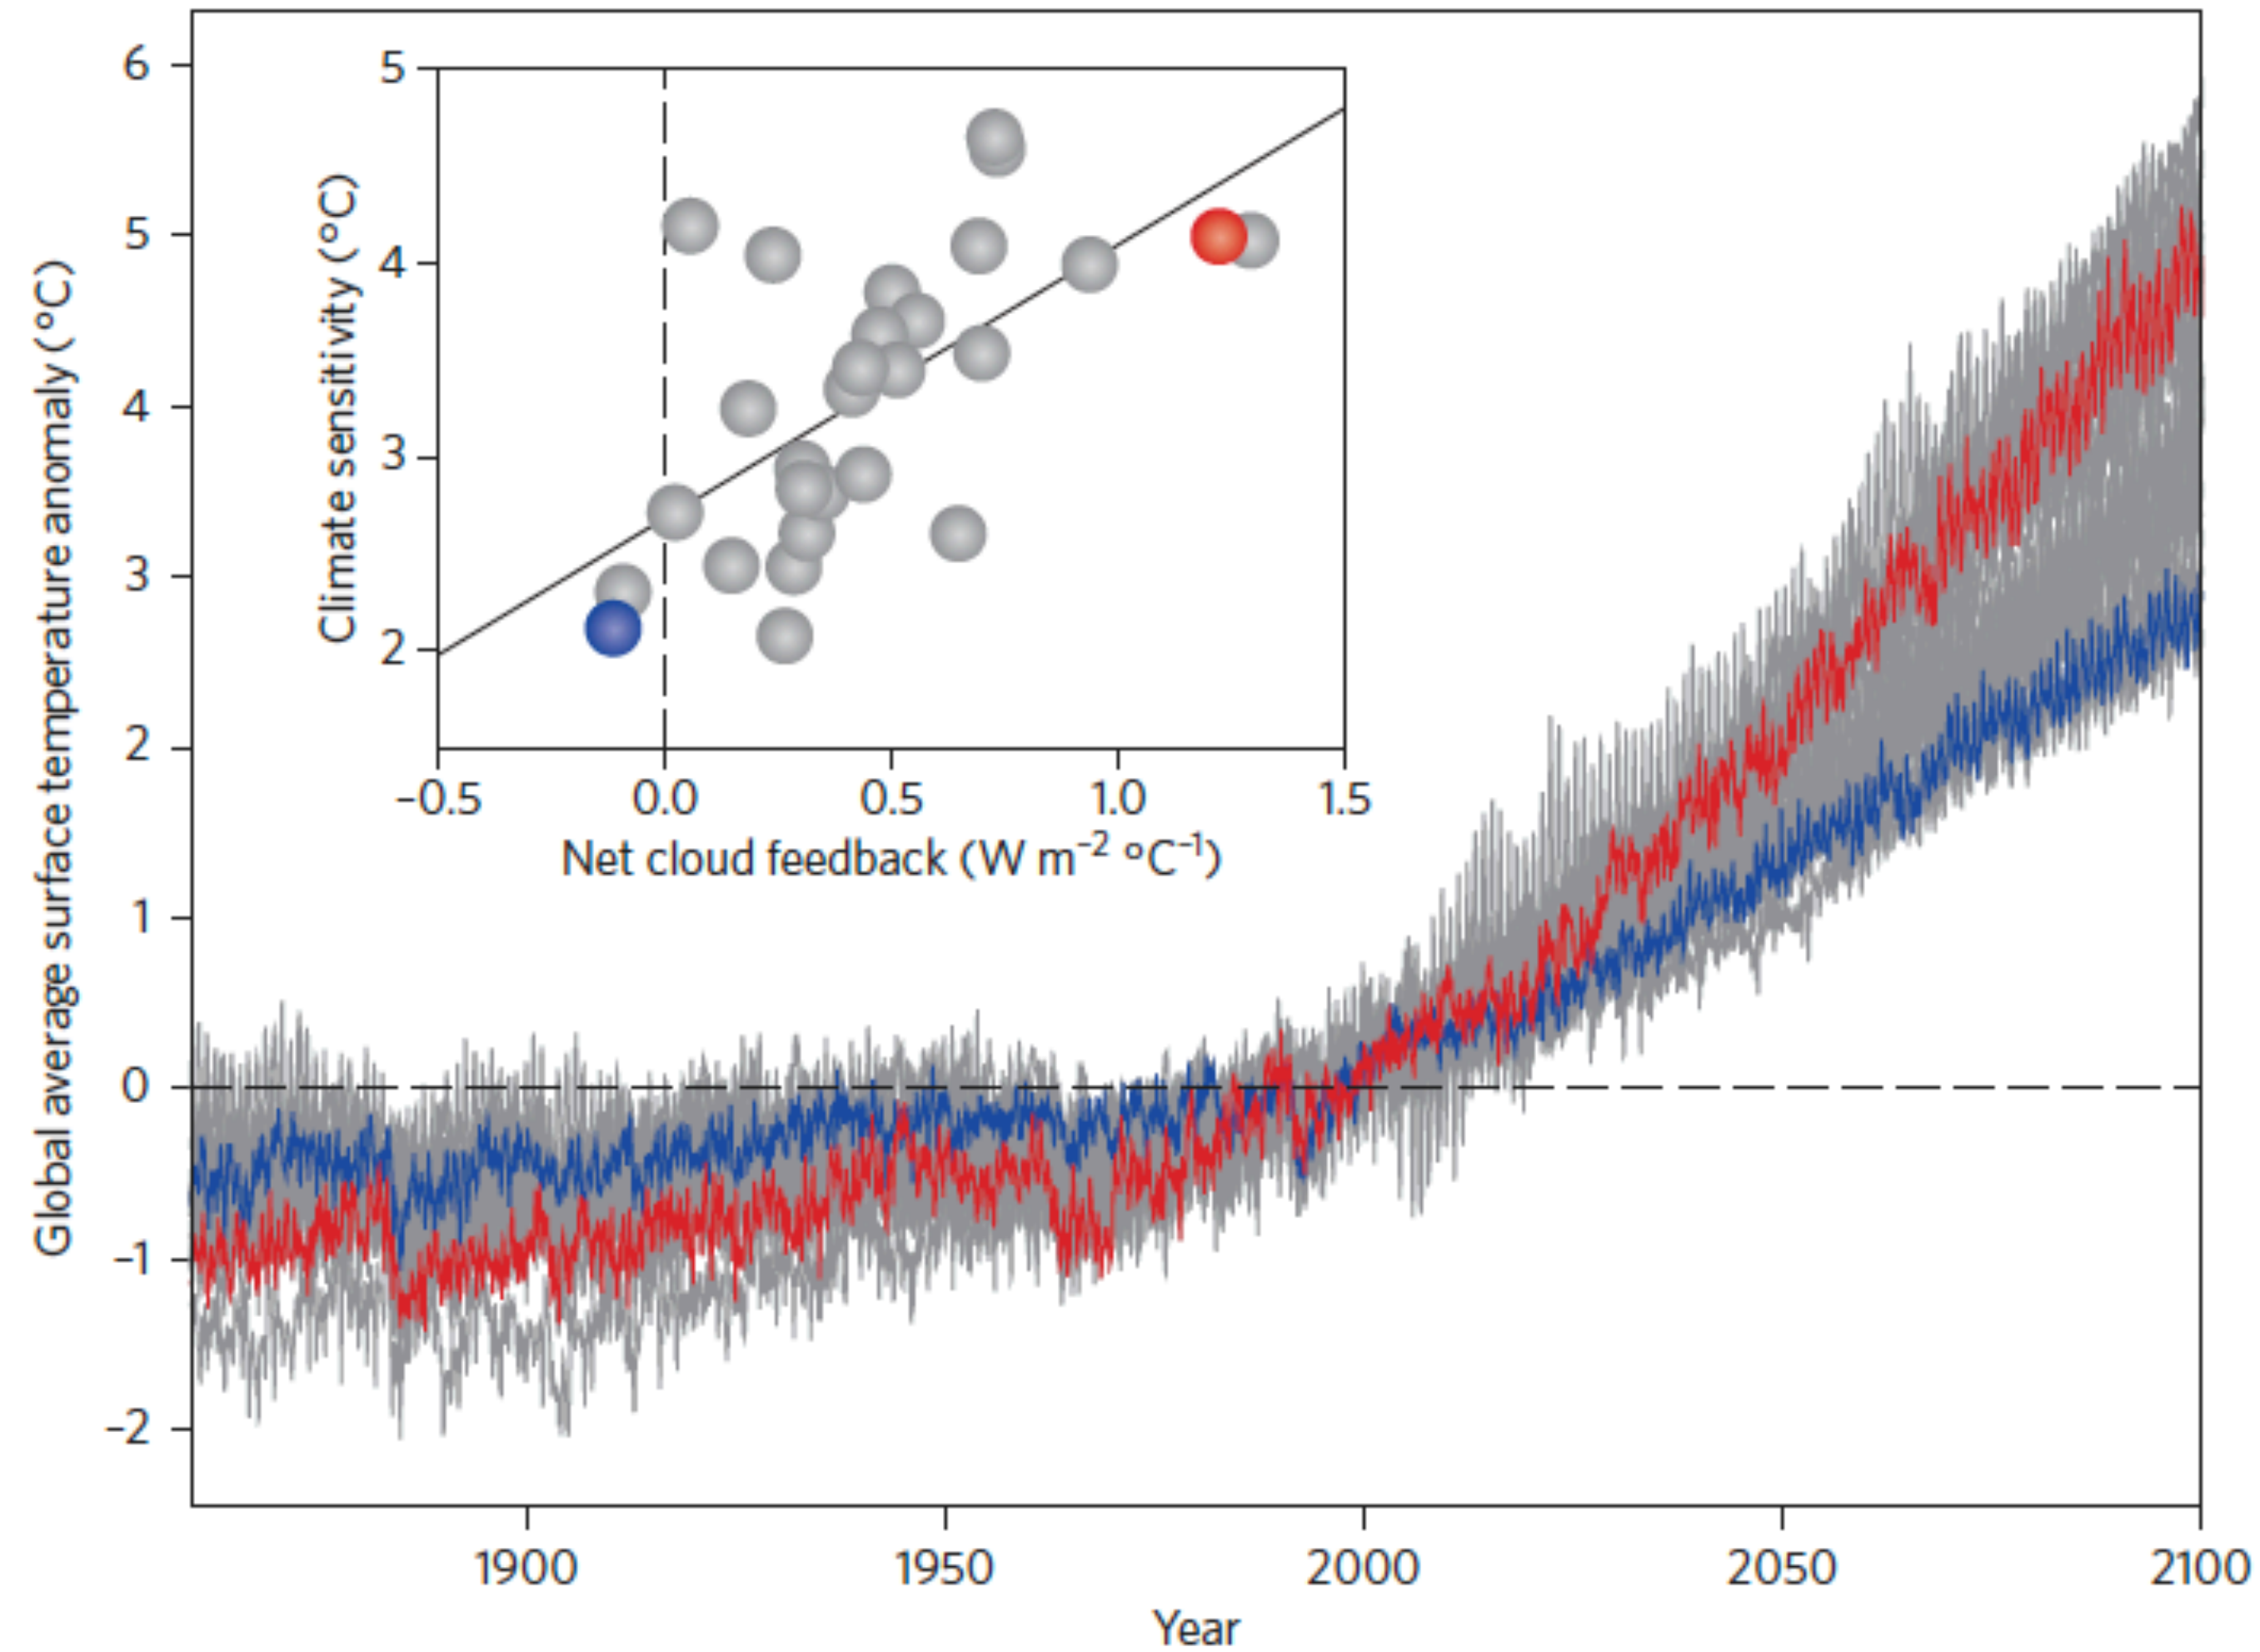 Global average surface temperature anomaly (°C)
6
5
4
3
2
1
0
−1
−2
Climate sensitivity (°C)
5
4
3
2
−0.5 0.0 0.5 1.0 1.5
Net cloud feedback (W m⁻² °C⁻¹)
1900 1950 2000 2050 2100
Year